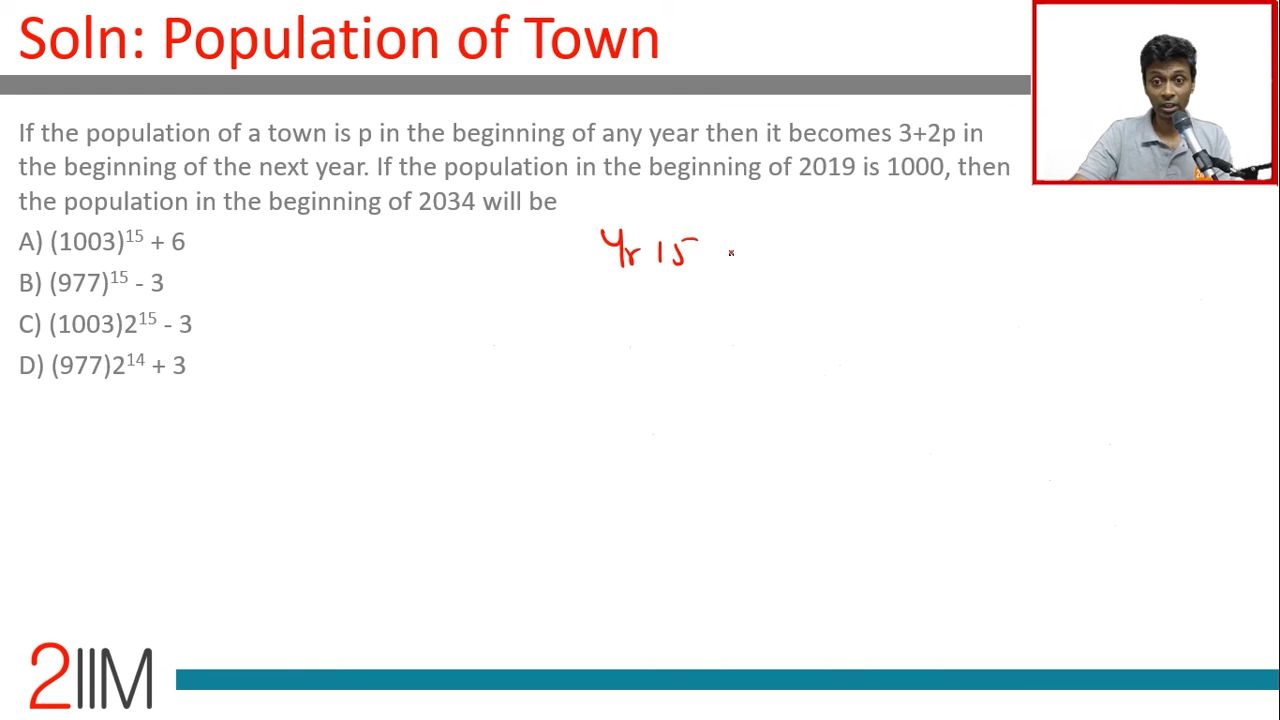 Soln: Population of Town
If the population of a town is p in the beginning of any year then it becomes 3+2p in
the beginning of the next year. If the population in the beginning of 2019 is 1000, then
the population in the beginning of 2034 will be
A) (1003)¹⁵ + 6
Yr 15
B) (977)¹⁵ - 3
C) (1003)2¹⁵ - 3
D) (977)2¹⁴ + 3
2IIM